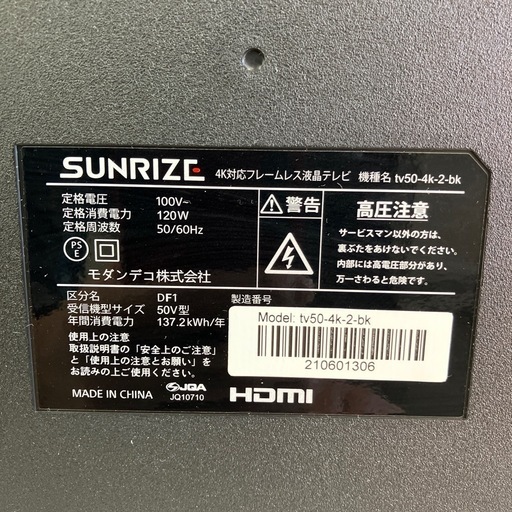 SUNRIZE 4K対応フレームレス液晶テレビ 機種名 tv50-4k-2-bk
定格電圧 100V~
定格消費電力 120W
定格周波数 50/60Hz
PS
E
モダンデコ株式会社
警告 高圧注意
サービスマン以外の方は、
裏ぶたをあけないでください。
内部には高電圧部分があり、
万一さわると危険です。
区分名 DF1
受信機型サイズ 50V型
年間消費電力 137.2kWh/年
製造番号
Model: tv50-4k-2-bk
210601306
使用上の注意
取扱説明書の「安全上のご注意」
と「使用上の注意とお願い」を
お読みの上ご使用ください。
MADE IN CHINA
JQA
JQ10710
HDMI